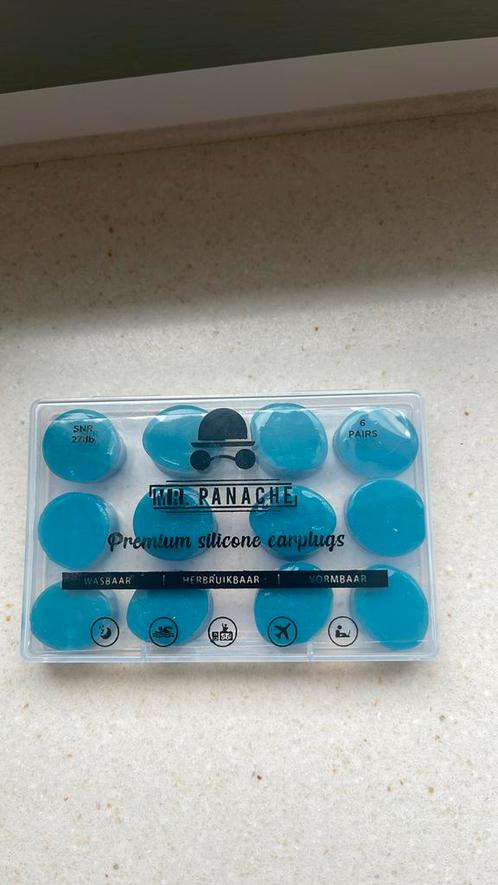 SNR
27db
6
PAIRS
MR. PANACHE
Premium silicone earplugs
WASBAAR | HERBRUIKBAAR | VORMBAAR